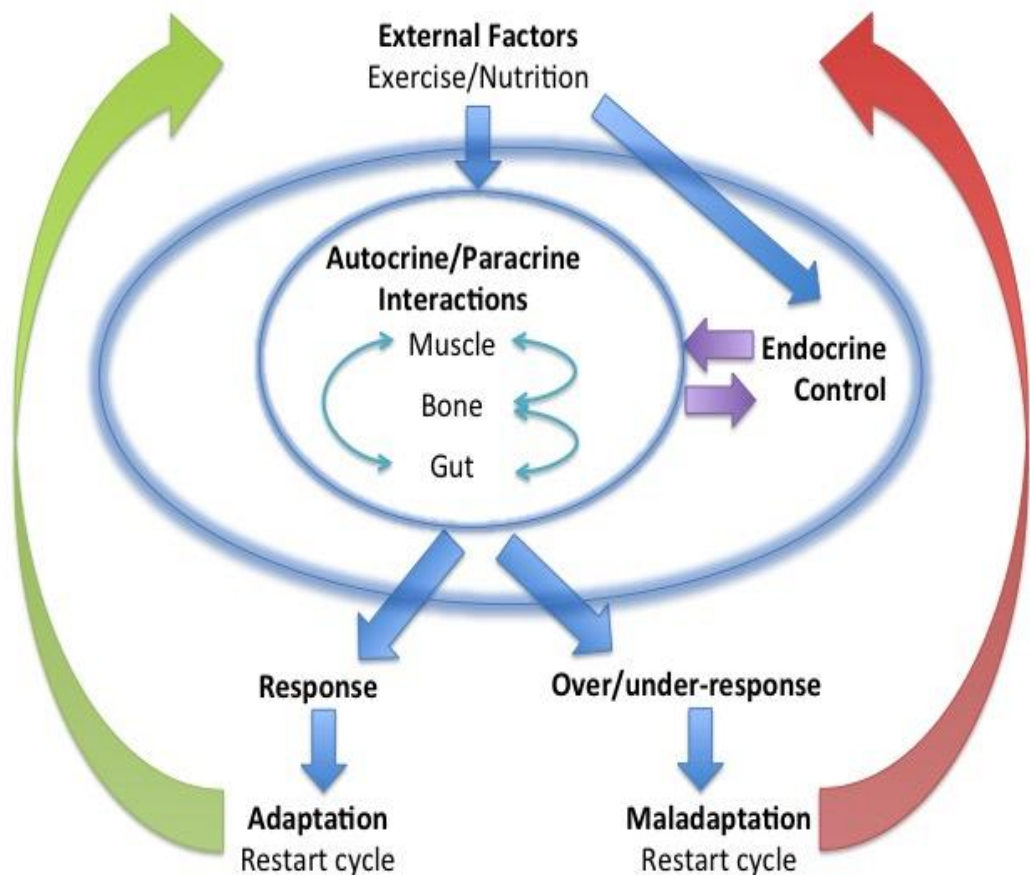 External Factors
Exercise/Nutrition
Autocrine/Paracrine
Interactions
Muscle
Bone
Gut
Endocrine
Control
Response
Over/under-response
Adaptation
Restart cycle
Maladaptation
Restart cycle